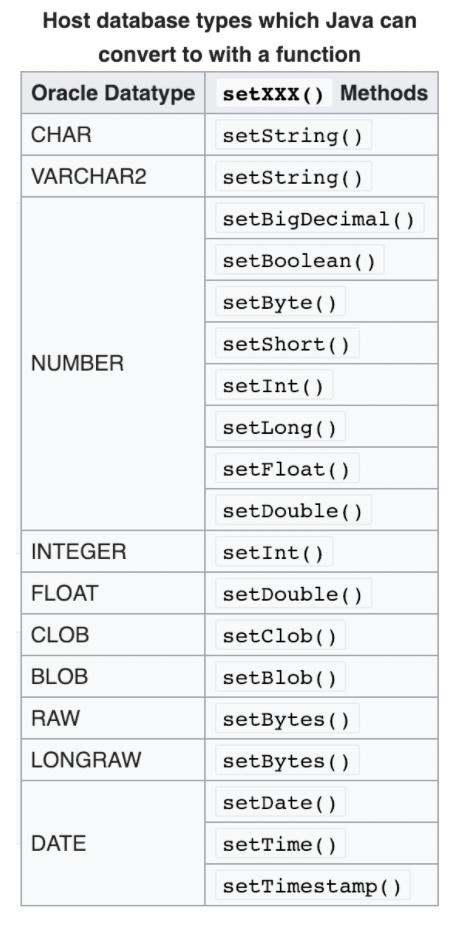 Host database types which Java can
convert to with a function
Oracle Datatype setXXX() Methods
CHAR setString()
VARCHAR2 setString()
NUMBER setBigDecimal()
setBoolean()
setByte()
setShort()
setInt()
setLong()
setFloat()
setDouble()
INTEGER setInt()
FLOAT setDouble()
CLOB setClob()
BLOB setBlob()
RAW setBytes()
LONGRAW setBytes()
DATE setDate()
setTime()
setTimestamp()